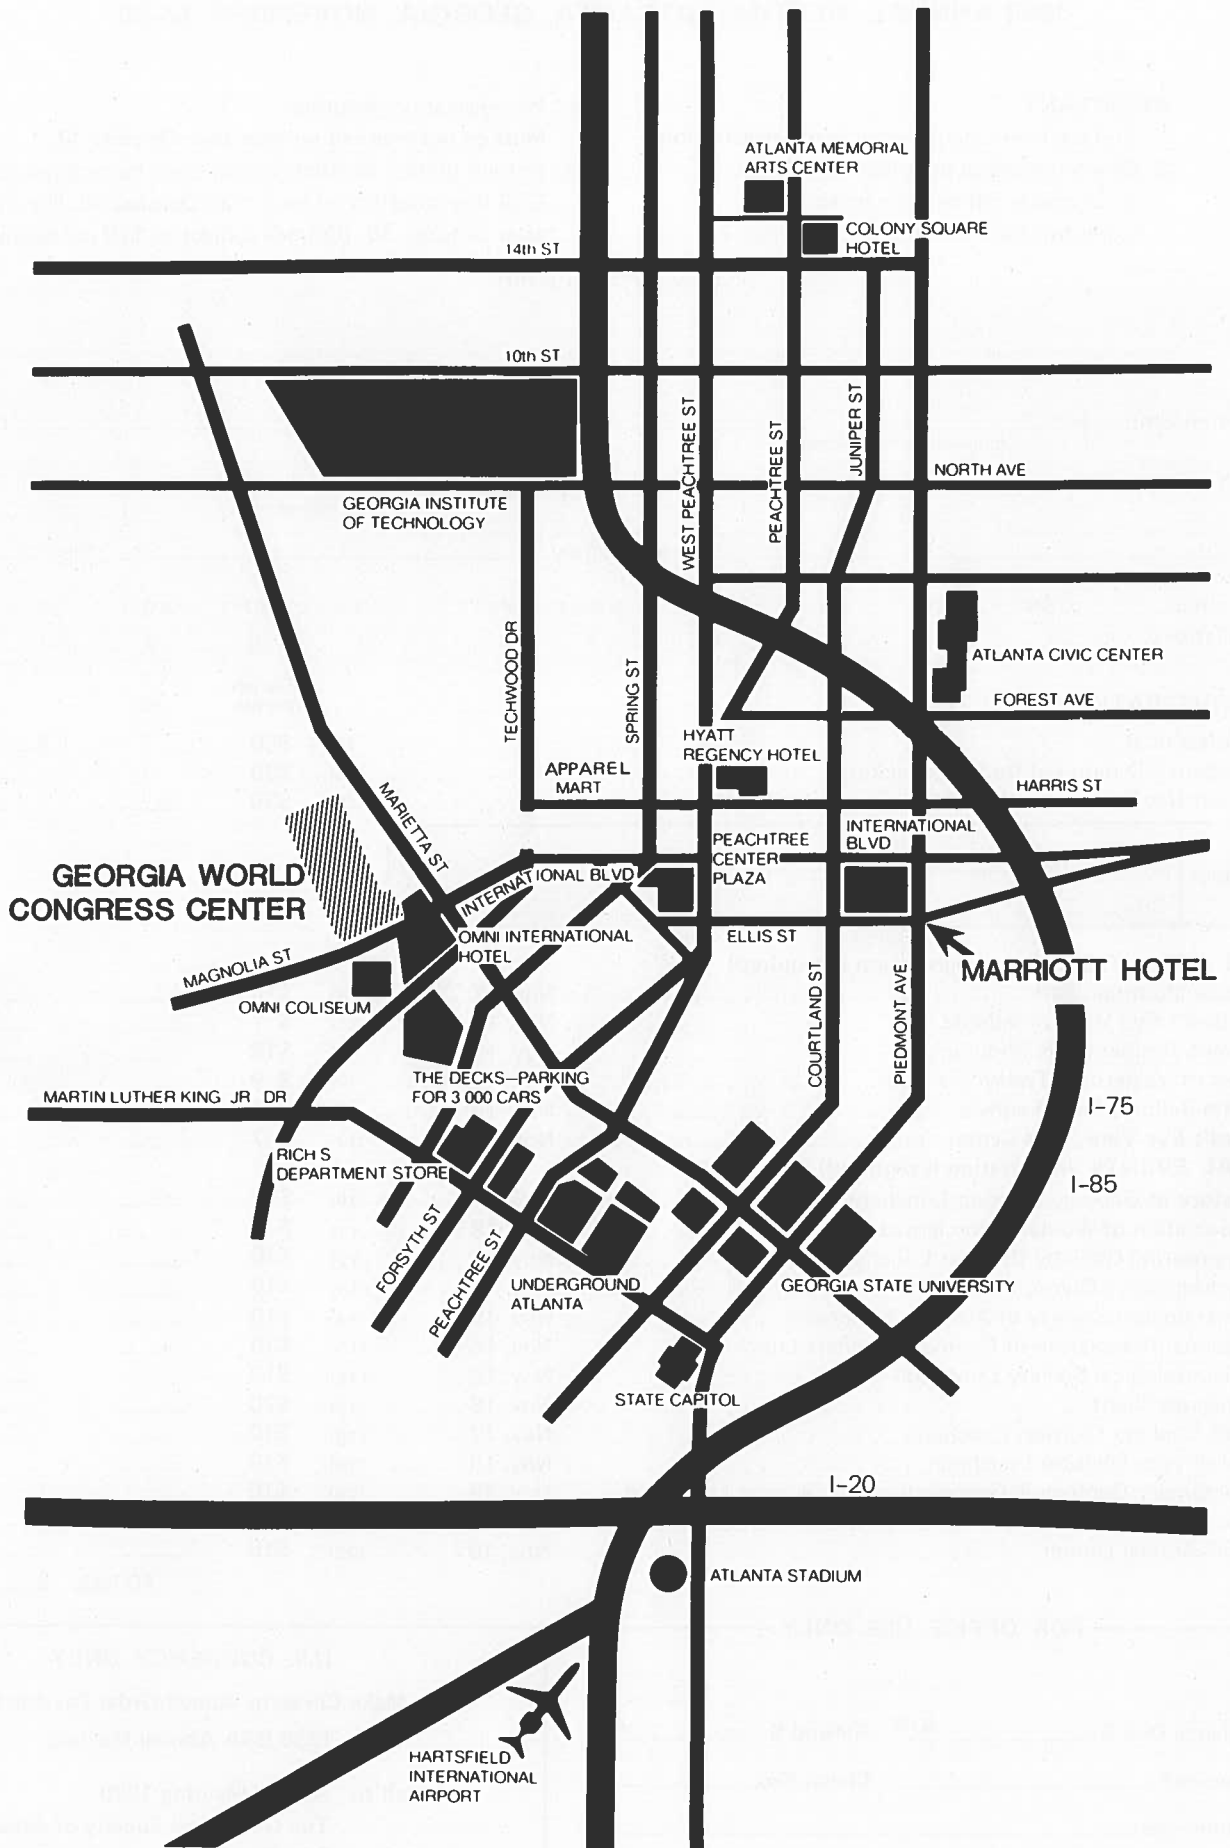 ATLANTA MEMORIAL
ARTS CENTER
COLONY SQUARE
HOTEL
14th ST
10th ST
WEST PEACHTREE ST
PEACHTREE ST
JUNIPER ST
NORTH AVE
GEORGIA INSTITUTE
OF TECHNOLOGY
TECHWOOD DR
SPRING ST
ATLANTA CIVIC CENTER
FOREST AVE
HYATT
REGENCY HOTEL
APPAREL
MART
HARRIS ST
MARIETTA ST
PEACHTREE
CENTER
PLAZA
INTERNATIONAL
BLVD
GEORGIA WORLD
CONGRESS CENTER
INTERNATIONAL BLVD
OMNI INTERNATIONAL
HOTEL
ELLIS ST
MAGNOLIA ST
MARRIOTT HOTEL
OMNI COLISEUM
COURTLAND ST
PIEDMONT AVE
THE DECKS–PARKING
FOR 3 000 CARS
MARTIN LUTHER KING JR DR
I-75
RICH S
DEPARTMENT STORE
I-85
FORSYTH ST
PEACHTREE ST
UNDERGROUND
ATLANTA
GEORGIA STATE UNIVERSITY
STATE CAPITOL
I-20
ATLANTA STADIUM
HARTSFIELD
INTERNATIONAL
AIRPORT